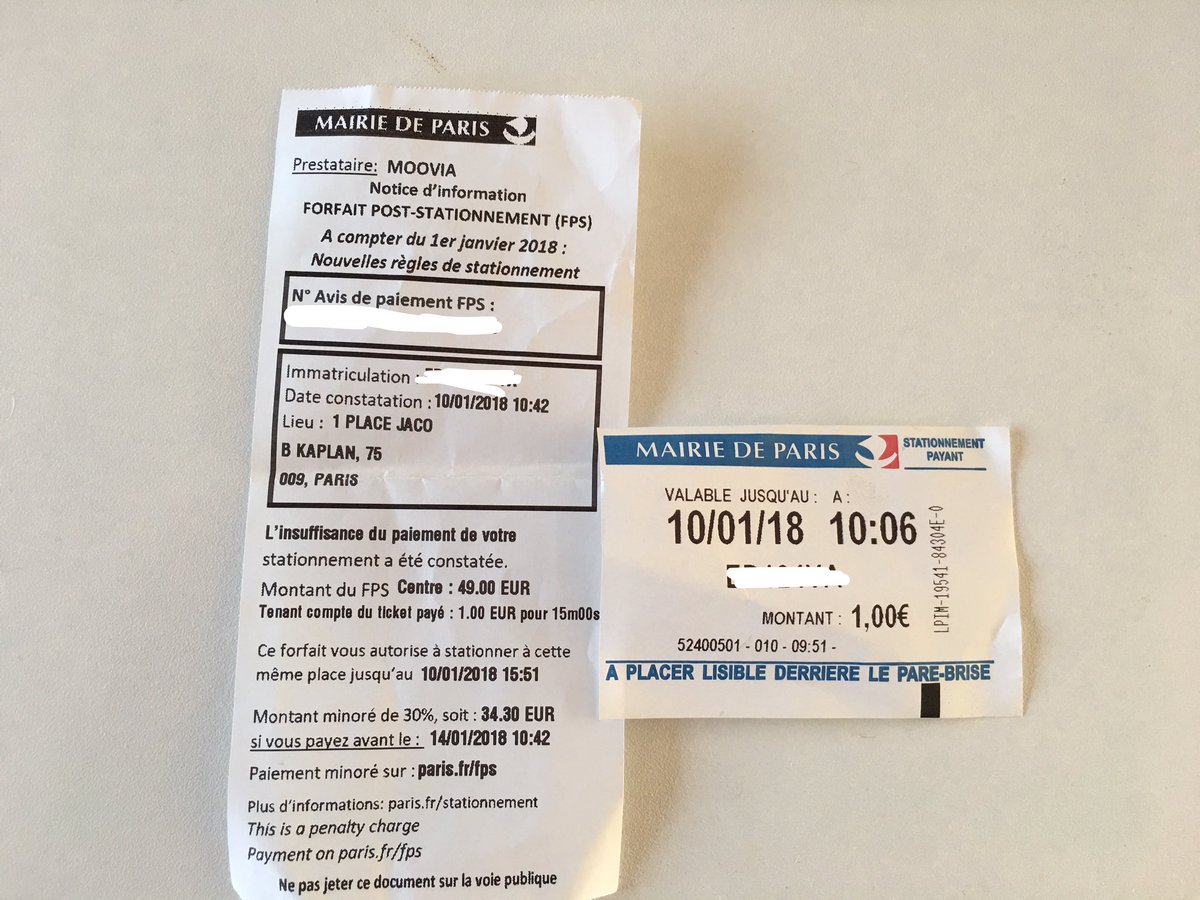 MAIRIE DE PARIS
Prestataire: MOOVIA
Notice d'information
FORFAIT POST-STATIONNEMENT (FPS)
A compter du 1er janvier 2018 :
Nouvelles règles de stationnement
N° Avis de paiement FPS :
Immatriculation :
Date constatation : 10/01/2018 10:42
Lieu : 1 PLACE JACO
B KAPLAN, 75
009, PARIS
L'insuffisance du paiement de votre
stationnement a été constatée.
Montant du FPS Centre : 49.00 EUR
Tenant compte du ticket payé : 1.00 EUR pour 15m00s
Ce forfait vous autorise à stationner à cette
même place jusqu'au 10/01/2018 15:51
Montant minoré de 30%, soit : 34.30 EUR
si vous payez avant le : 14/01/2018 10:42
Paiement minoré sur : paris.fr/fps
Plus d'informations: paris.fr/stationnement
This is a penalty charge
Payment on paris.fr/fps
Ne pas jeter ce document sur la voie publique
MAIRIE DE PARIS
STATIONNEMENT
PAYANT
VALABLE JUSQU'AU : A :
10/01/18 10:06
MONTANT : 1,00€
52400501 - 010 - 09:51 -
LPIM-19541-84304E-0
A PLACER LISIBLE DERRIERE LE PARE-BRISE